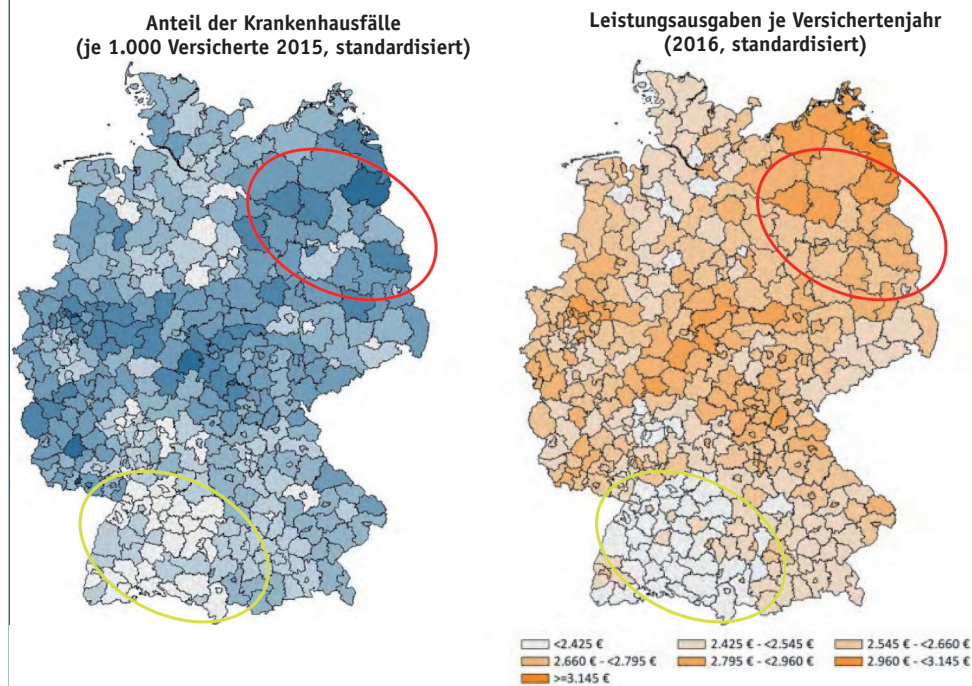 Anteil der Krankenhausfälle
(je 1.000 Versicherte 2015, standardisiert)
Leistungsausgaben je Versichertenjahr
(2016, standardisiert)
<2.425 €
2.425 € - <2.545 €
2.545 € - <2.660 €
2.660 € - <2.795 €
2.795 € - <2.960 €
2.960 € - <3.145 €
>=3.145 €